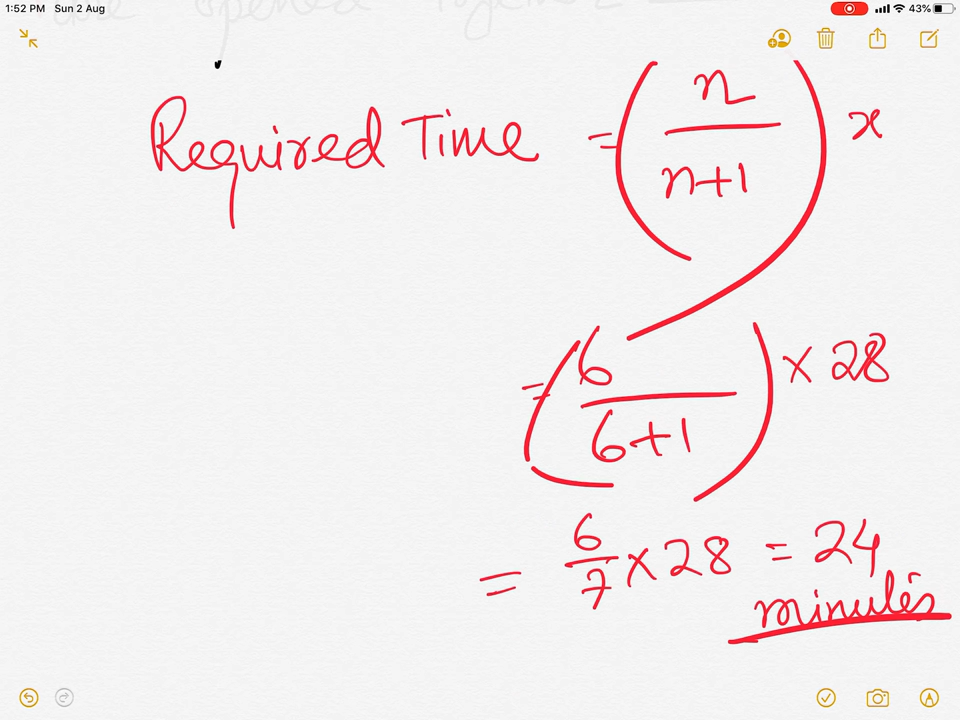 1:52 PM Sun 2 Aug 43%
opened
Required Time = (n/(n+1)) x
= (6/(6+1)) × 28
= 6/7 × 28 = 24
minutes